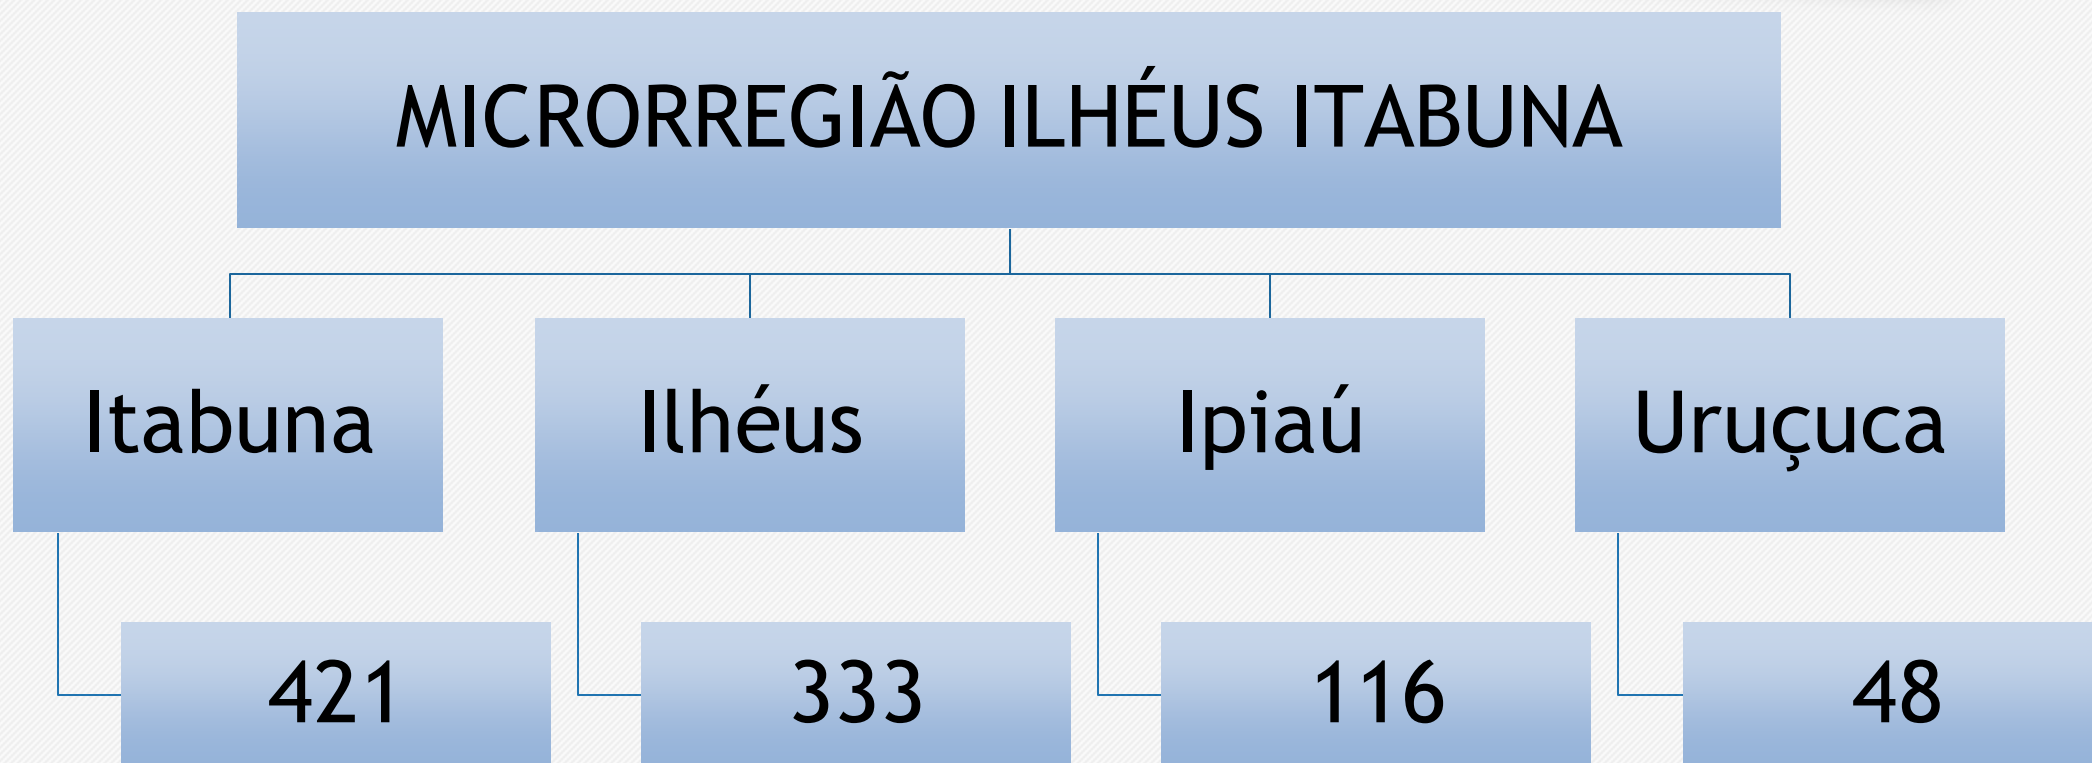 MICRORREGIÃO ILHÉUS ITABUNA
Itabuna
Ilhéus
Ipiaú
Uruçuca
421
333
116
48